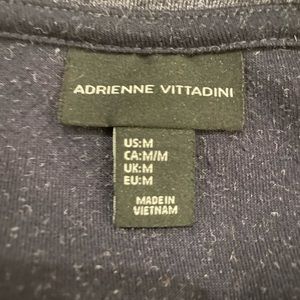 ADRIENNE VITTADINI
US:M
CA:M/M
UK:M
EU:M
MADE IN
VIETNAM